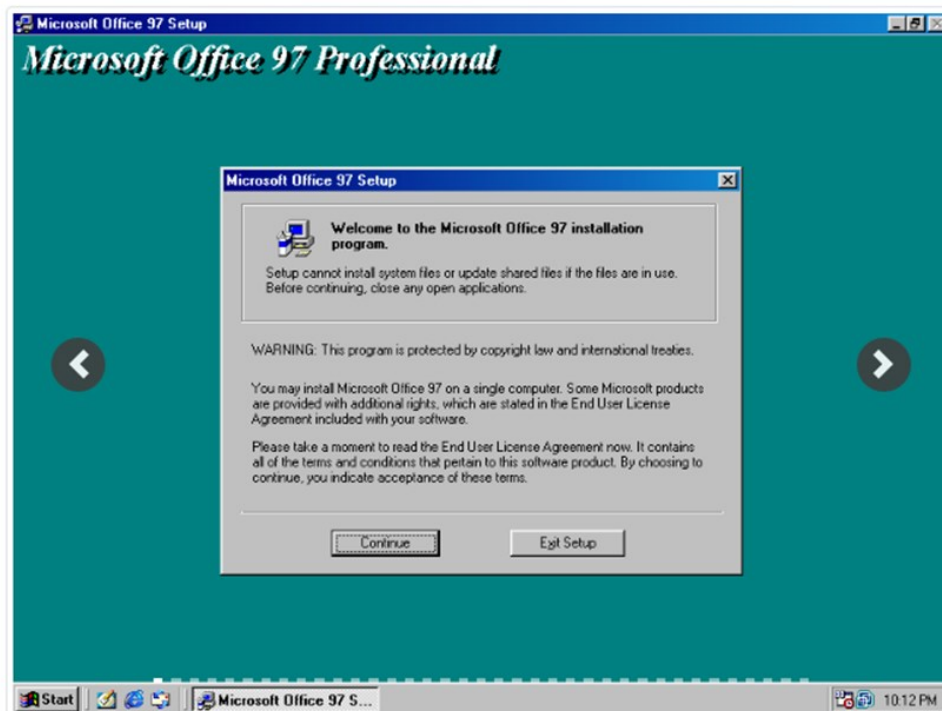 Microsoft Office 97 Setup
Microsoft Office 97 Professional
Microsoft Office 97 Setup
Welcome to the Microsoft Office 97 installation
program.
Setup cannot install system files or update shared files if the files are in use.
Before continuing, close any open applications.
WARNING: This program is protected by copyright law and international treaties.
You may install Microsoft Office 97 on a single computer. Some Microsoft products
are provided with additional rights, which are stated in the End User License
Agreement included with your software.
Please take a moment to read the End User License Agreement now. It contains
all of the terms and conditions that pertain to this software product. By choosing to
continue, you indicate acceptance of these terms.
Continue
Exit Setup
Start
Microsoft Office 97 S...
10:12 PM